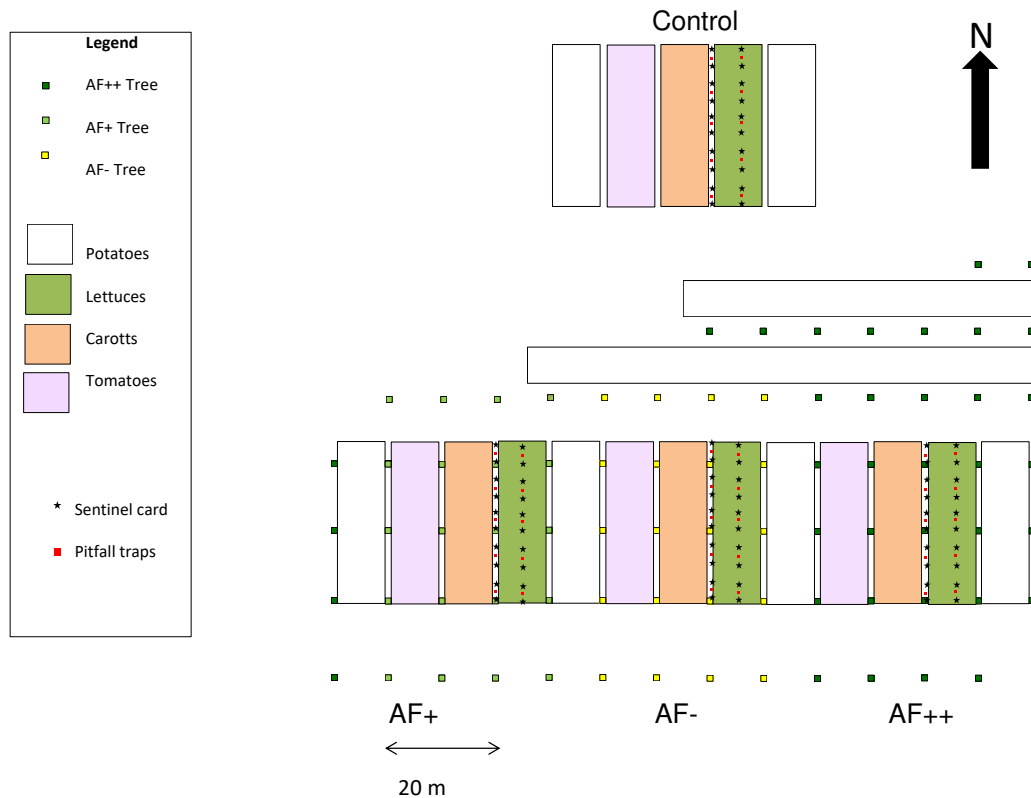 Control
N
Legend
AF++ Tree
AF+ Tree
AF- Tree
Potatoes
Lettuces
Carotts
Tomatoes
Sentinel card
Pitfall traps
AF+
AF-
AF++
20 m